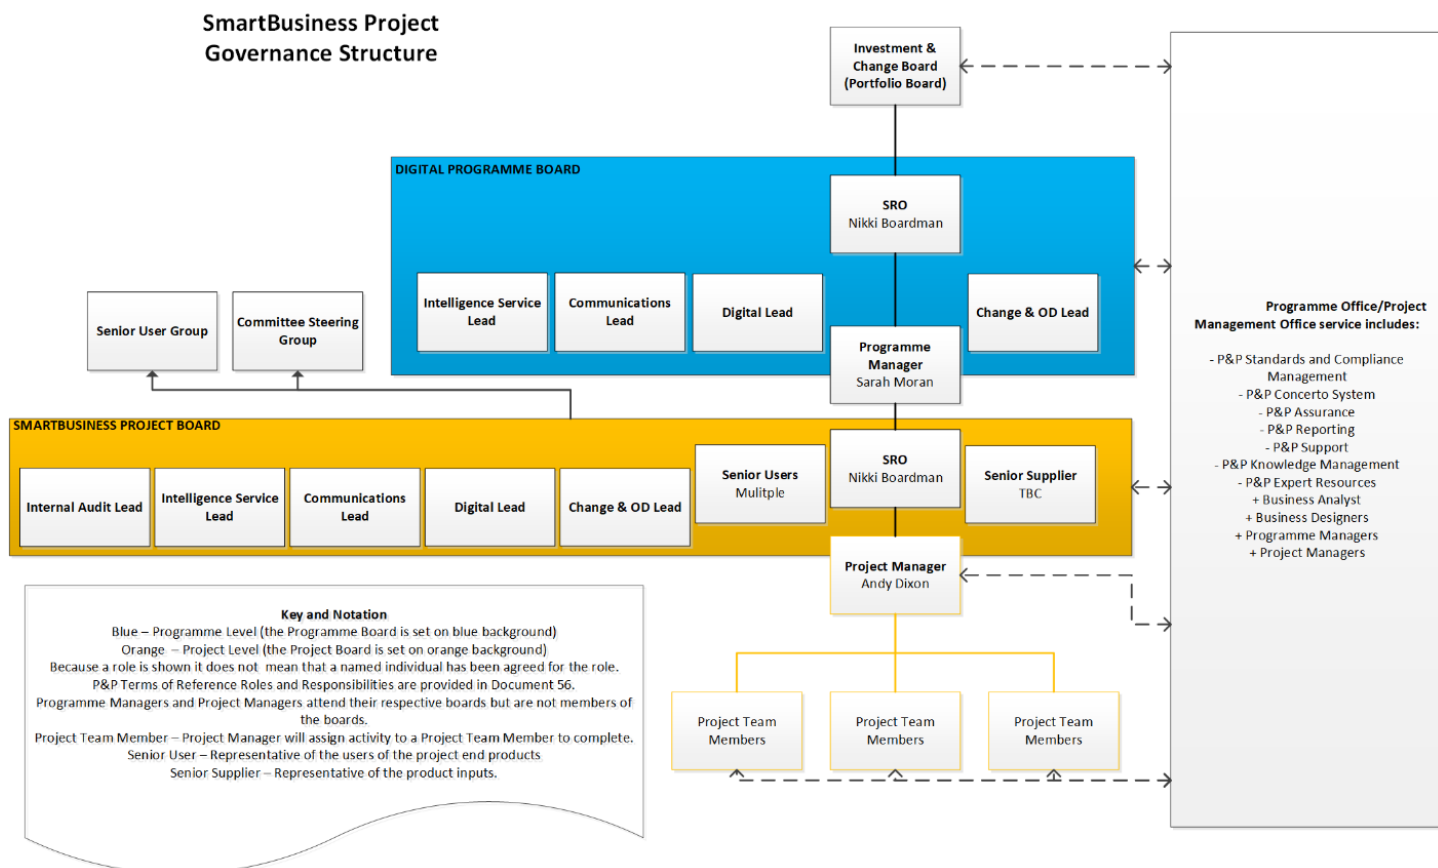 SmartBusiness Project
Governance Structure
Investment &
Change Board
(Portfolio Board)
DIGITAL PROGRAMME BOARD
SRO
Nikki Boardman
Intelligence Service
Lead
Communications
Lead
Digital Lead
Change & OD Lead
Programme
Manager
Sarah Moran
Senior User Group
Committee Steering
Group
SMARTBUSINESS PROJECT BOARD
Internal Audit Lead
Intelligence Service
Lead
Communications
Lead
Digital Lead
Change & OD Lead
Senior Users
Mulitple
SRO
Nikki Boardman
Senior Supplier
TBC
Project Manager
Andy Dixon
Project Team
Members
Project Team
Members
Project Team
Members
Programme Office/Project
Management Office service includes:
- P&P Standards and Compliance
Management
- P&P Concerto System
- P&P Assurance
- P&P Reporting
- P&P Support
- P&P Knowledge Management
- P&P Expert Resources
+ Business Analyst
+ Business Designers
+ Programme Managers
+ Project Managers
Key and Notation
Blue – Programme Level (the Programme Board is set on blue background)
Orange – Project Level (the Project Board is set on orange background)
Because a role is shown it does not mean that a named individual has been agreed for the role.
P&P Terms of Reference Roles and Responsibilities are provided in Document 56.
Programme Managers and Project Managers attend their respective boards but are not members of
the boards.
Project Team Member – Project Manager will assign activity to a Project Team Member to complete.
Senior User – Representative of the users of the project end products
Senior Supplier – Representative of the product inputs.